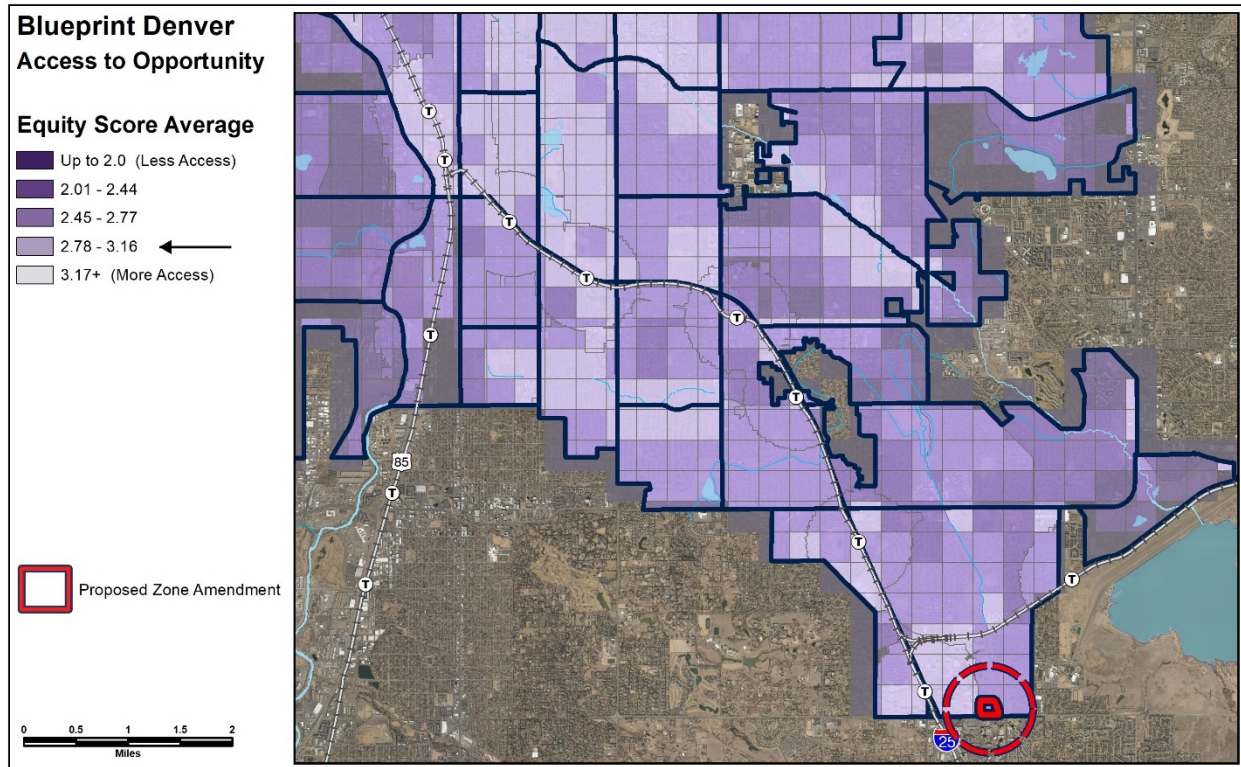 Blueprint Denver
Access to Opportunity
Equity Score Average
Up to 2.0 (Less Access)
2.01 - 2.44
2.45 - 2.77
2.78 - 3.16
3.17+ (More Access)
Proposed Zone Amendment
0 0.5 1 1.5 2
Miles
T
T
T
T
T
T
T
85
T
T
T
T
T
25